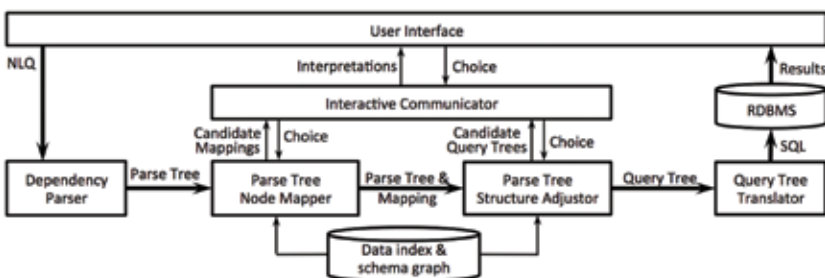 User Interface
NLQ
Interpretations
Choice
Results
Interactive Communicator
RDBMS
Candidate
Mappings
Choice
Candidate
Query Trees
Choice
SQL
Dependency
Parser
Parse Tree
Parse Tree
Node Mapper
Parse Tree &
Mapping
Parse Tree
Structure Adjustor
Query Tree
Query Tree
Translator
Data index &
schema graph